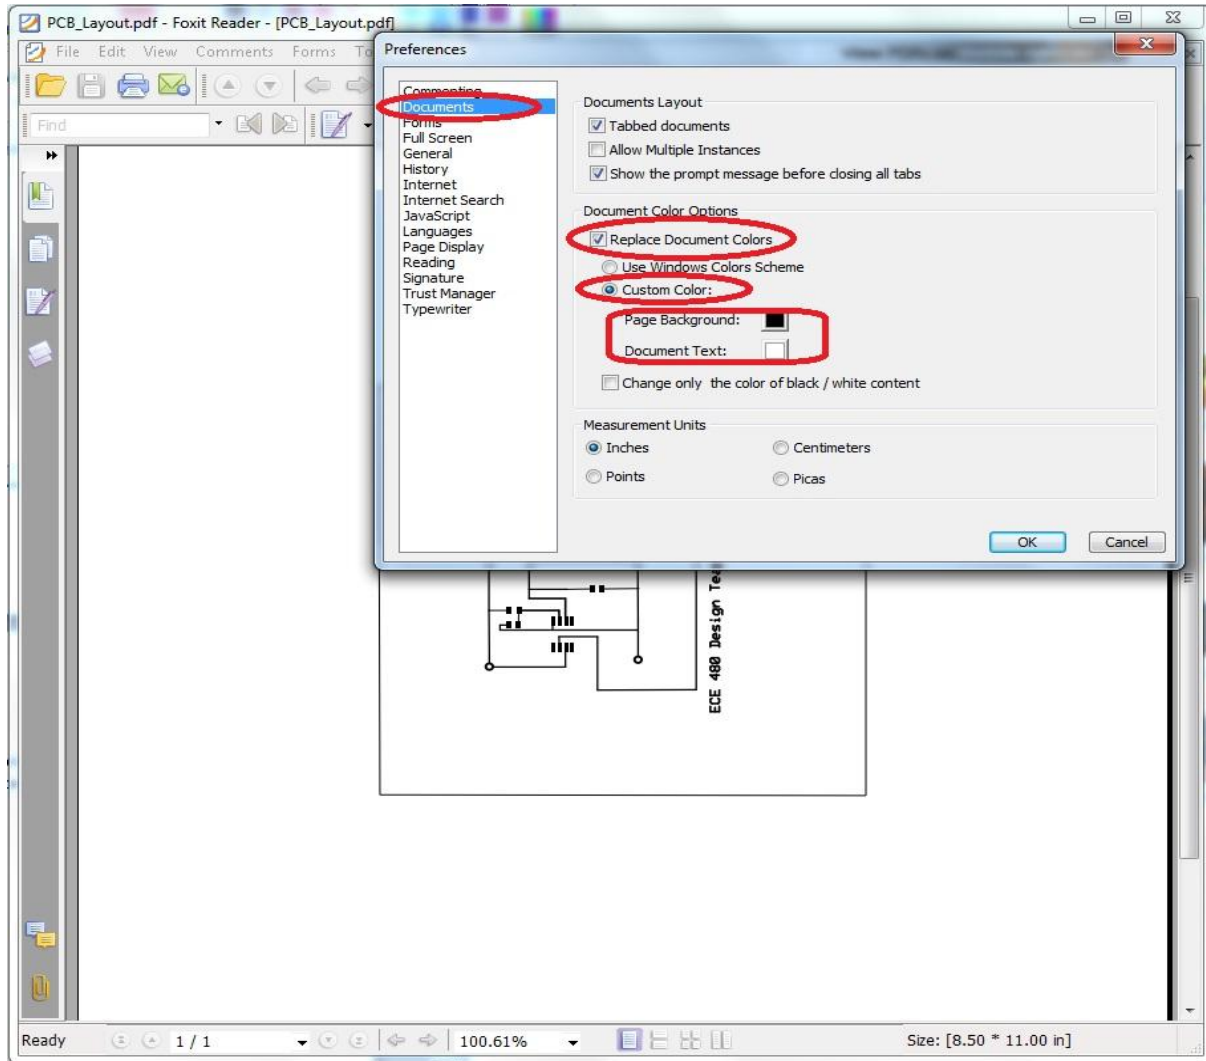 PCB_Layout.pdf - Foxit Reader - [PCB_Layout.pdf]
File Edit View Comments Forms To
Find
Preferences
Commenting
Documents
Forms
Full Screen
General
History
Internet
Internet Search
JavaScript
Languages
Page Display
Reading
Signature
Trust Manager
Typewriter
Documents Layout
Tabbed documents
Allow Multiple Instances
Show the prompt message before closing all tabs
Document Color Options
Replace Document Colors
Use Windows Colors Scheme
Custom Color:
Page Background:
Document Text:
Change only the color of black / white content
Measurement Units
Inches
Centimeters
Points
Picas
OK
Cancel
ECE 480 Design Tea
Ready
1 / 1
100.61%
Size: [8.50 * 11.00 in]